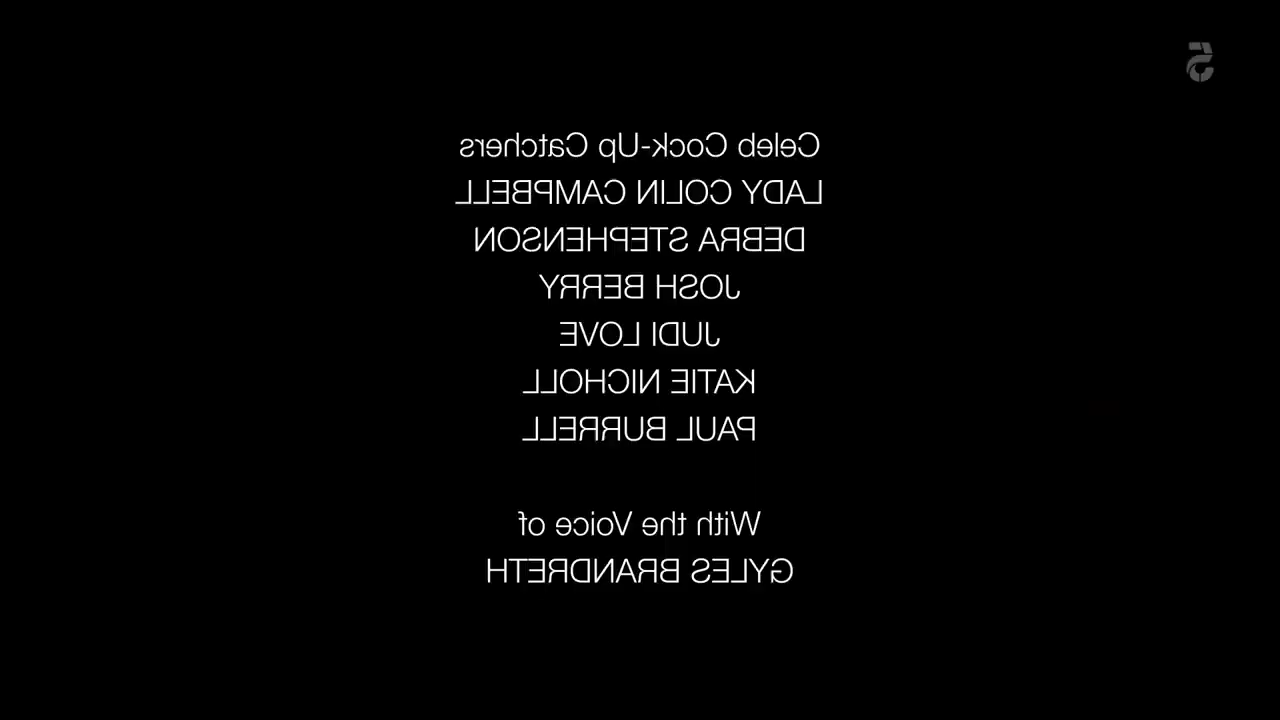 5
Celeb Cock-Up Catchers
LADY COLIN CAMPBELL
DEBRA STEPHENSON
JOSH BERRY
JUDI LOVE
KATIE NICHOLL
PAUL BURRELL
With the Voice of
GYLES BRANDRETH